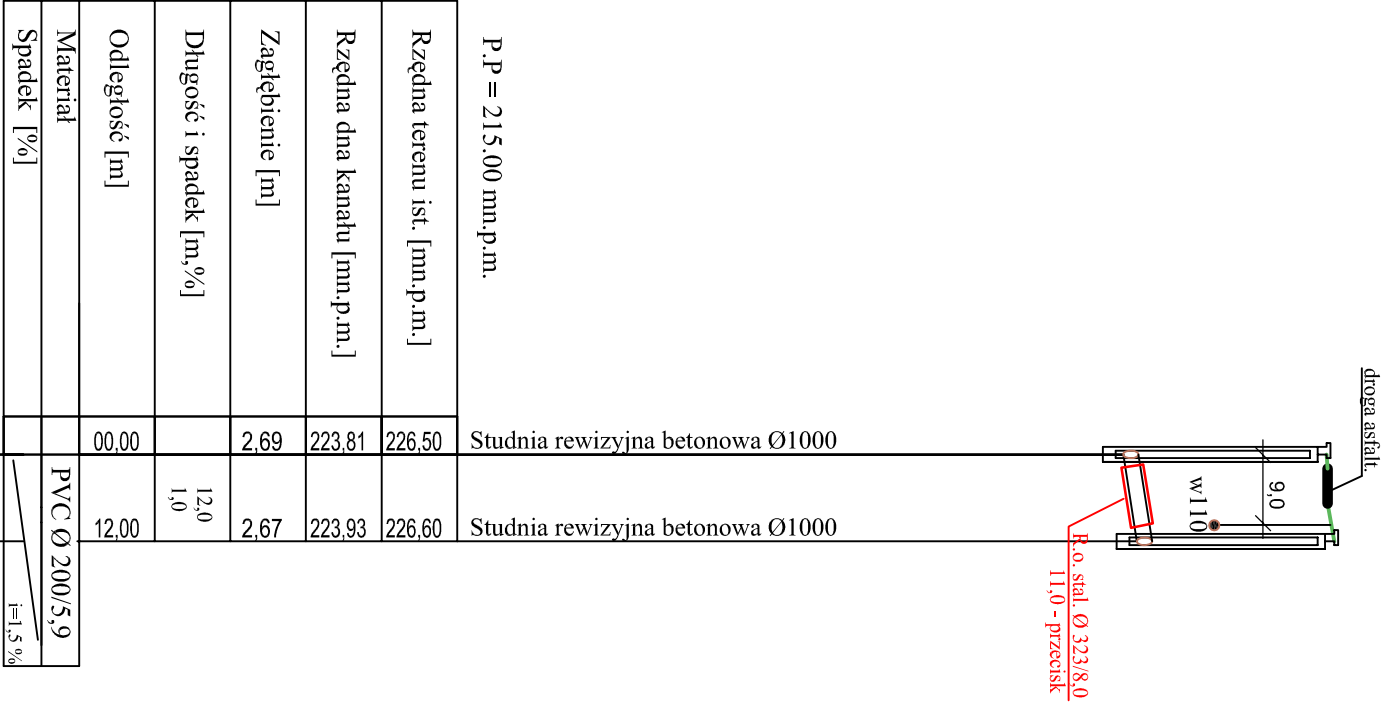 droga asfalt.
9,0
w110
R.o. stal. Ø 323/8,0
11,0 - przecisk
P.P = 215.00 mn.p.m.
Studnia rewizyjna betonowa Ø1000
Studnia rewizyjna betonowa Ø1000
Rzędna terenu ist. [mn.p.m.]
226,50
226,60
Rzędna dna kanału [mn.p.m.]
223,81
223,93
Zagłębienie [m]
2,69
2,67
Długość i spadek [m,%]
12,0
1,0
Odległość [m]
00,00
12,00
Materiał
PVC Ø 200/5,9
Spadek [%]
i=1,5 %